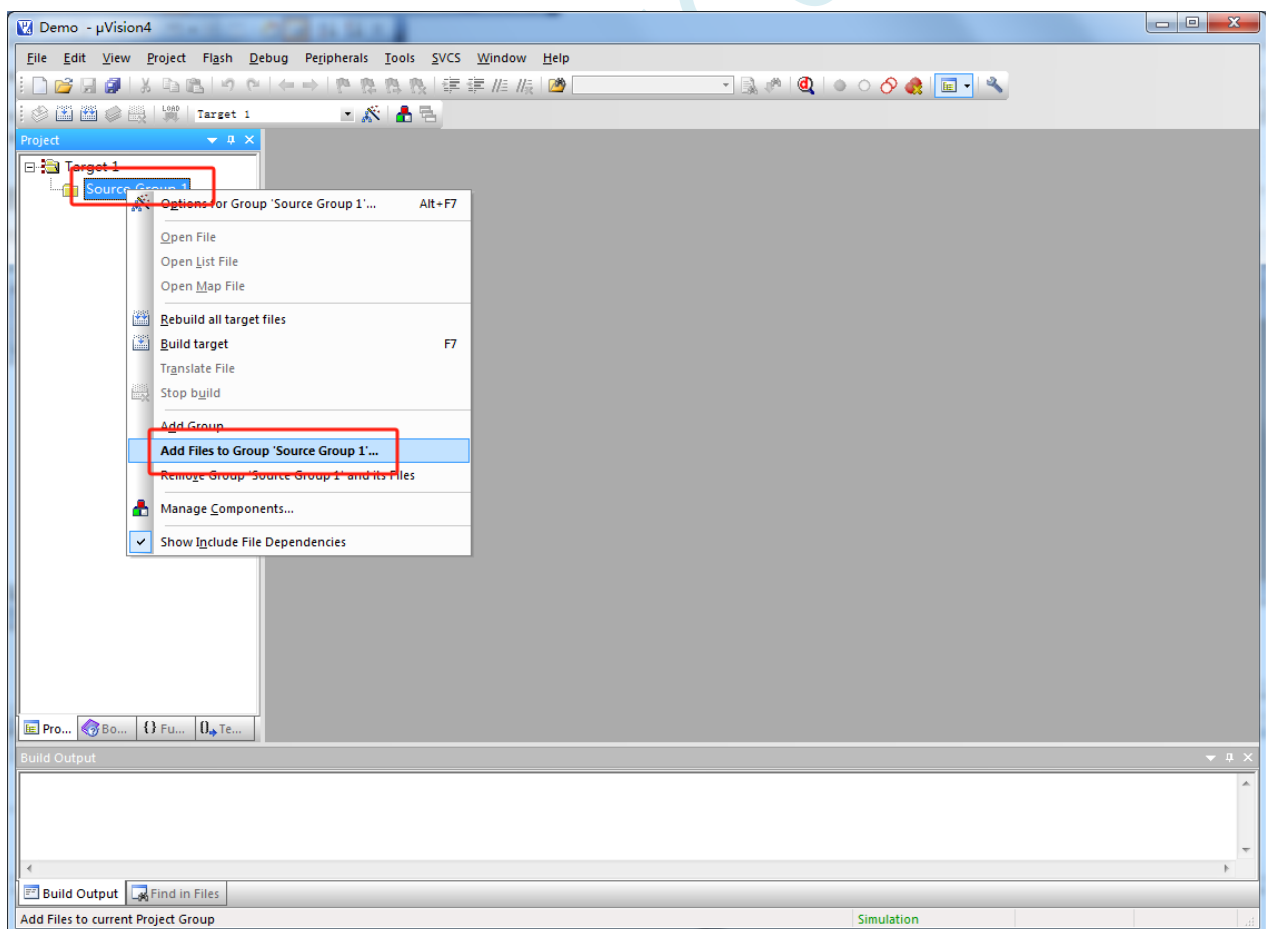 Demo - µVision4
File Edit View Project Flash Debug Peripherals Tools SVCS Window Help
LOAD Target 1
Project
Target 1
Source Group 1
Options for Group 'Source Group 1'... Alt+F7
Open File
Open List File
Open Map File
Rebuild all target files
Build target F7
Translate File
Stop build
Add Group
Add Files to Group 'Source Group 1'...
Remove Group 'Source Group 1' and its Files
Manage Components...
Show Include File Dependencies
Pro... Bo... {} Fu... 0 Te...
Build Output
Build Output Find in Files
Add Files to current Project Group Simulation